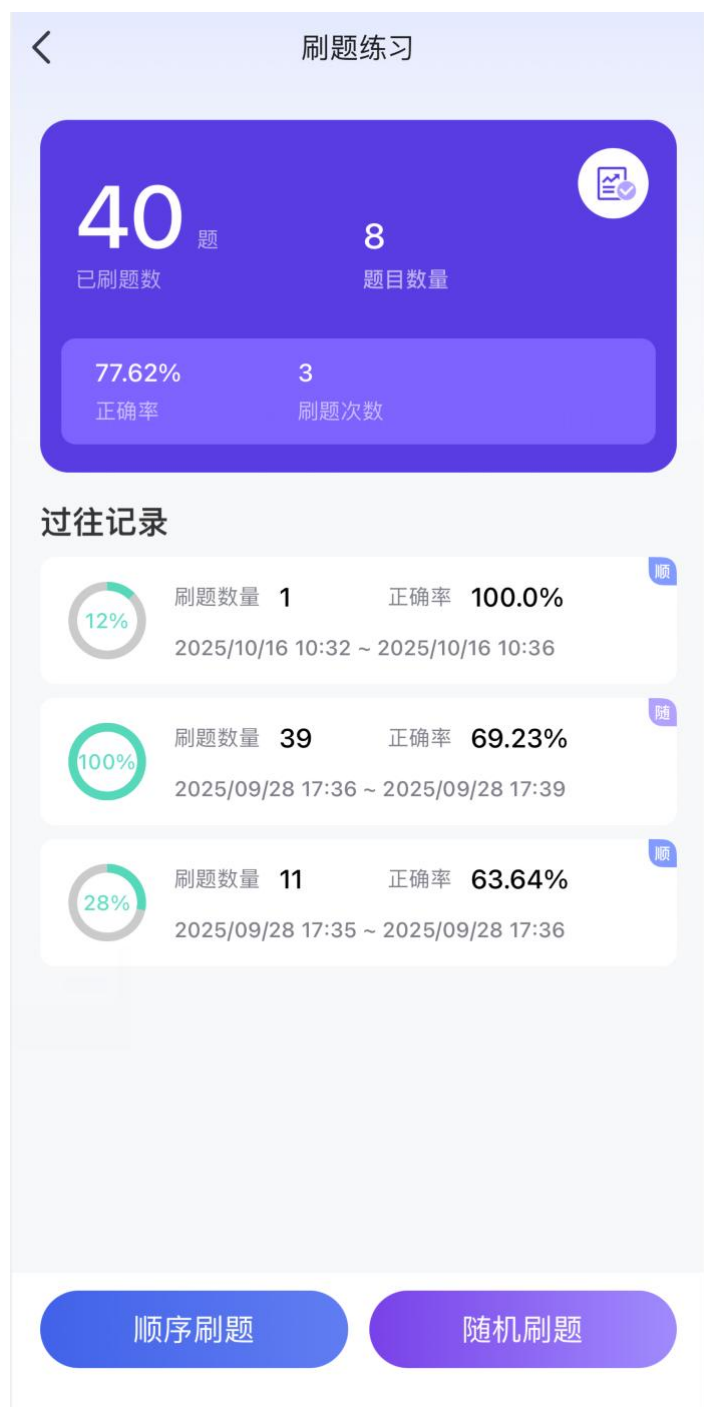 刷题练习
40 题
8
已刷题数
题目数量
77.62%
3
正确率
刷题次数
过往记录
顺
12%
刷题数量 1 正确率 100.0%
2025/10/16 10:32 ~ 2025/10/16 10:36
随
100%
刷题数量 39 正确率 69.23%
2025/09/28 17:36 ~ 2025/09/28 17:39
顺
28%
刷题数量 11 正确率 63.64%
2025/09/28 17:35 ~ 2025/09/28 17:36
顺序刷题
随机刷题